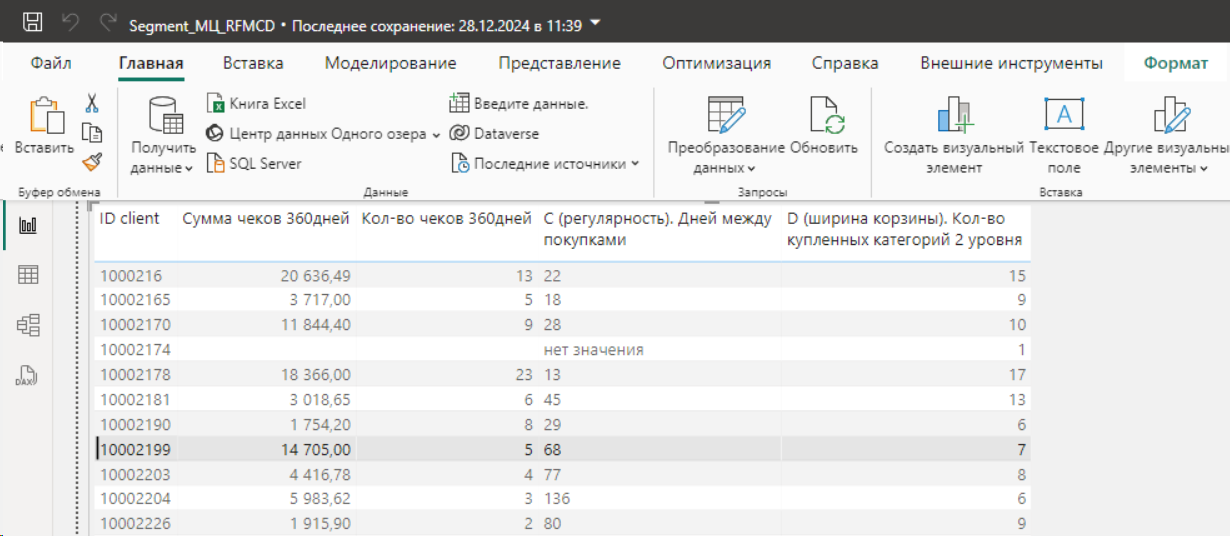 Segment_МЦ_RFMCD • Последнее сохранение: 28.12.2024 в 11:39
Файл Главная Вставка Моделирование Представление Оптимизация Справка Внешние инструменты Формат
Вставить
Буфер обмена
Получить данные
Книга Excel
Центр данных Одного озера
SQL Server
Введите данные.
Dataverse
Последние источники
Данные
Преобразование данных
Обновить
Запросы
Создать визуальный элемент
Текстовое поле
Другие визуальны элементы
Вставка
DAX
ID client Сумма чеков 360дней Кол-во чеков 360дней C (регулярность). Дней между покупками D (ширина корзины). Кол-во купленных категорий 2 уровня
1000216 20 636,49 13 22 15
10002165 3 717,00 5 18 9
10002170 11 844,40 9 28 10
10002174 нет значения 1
10002178 18 366,00 23 13 17
10002181 3 018,65 6 45 13
10002190 1 754,20 8 29 6
10002199 14 705,00 5 68 7
10002203 4 416,78 4 77 8
10002204 5 983,62 3 136 6
10002226 1 915,90 2 80 9